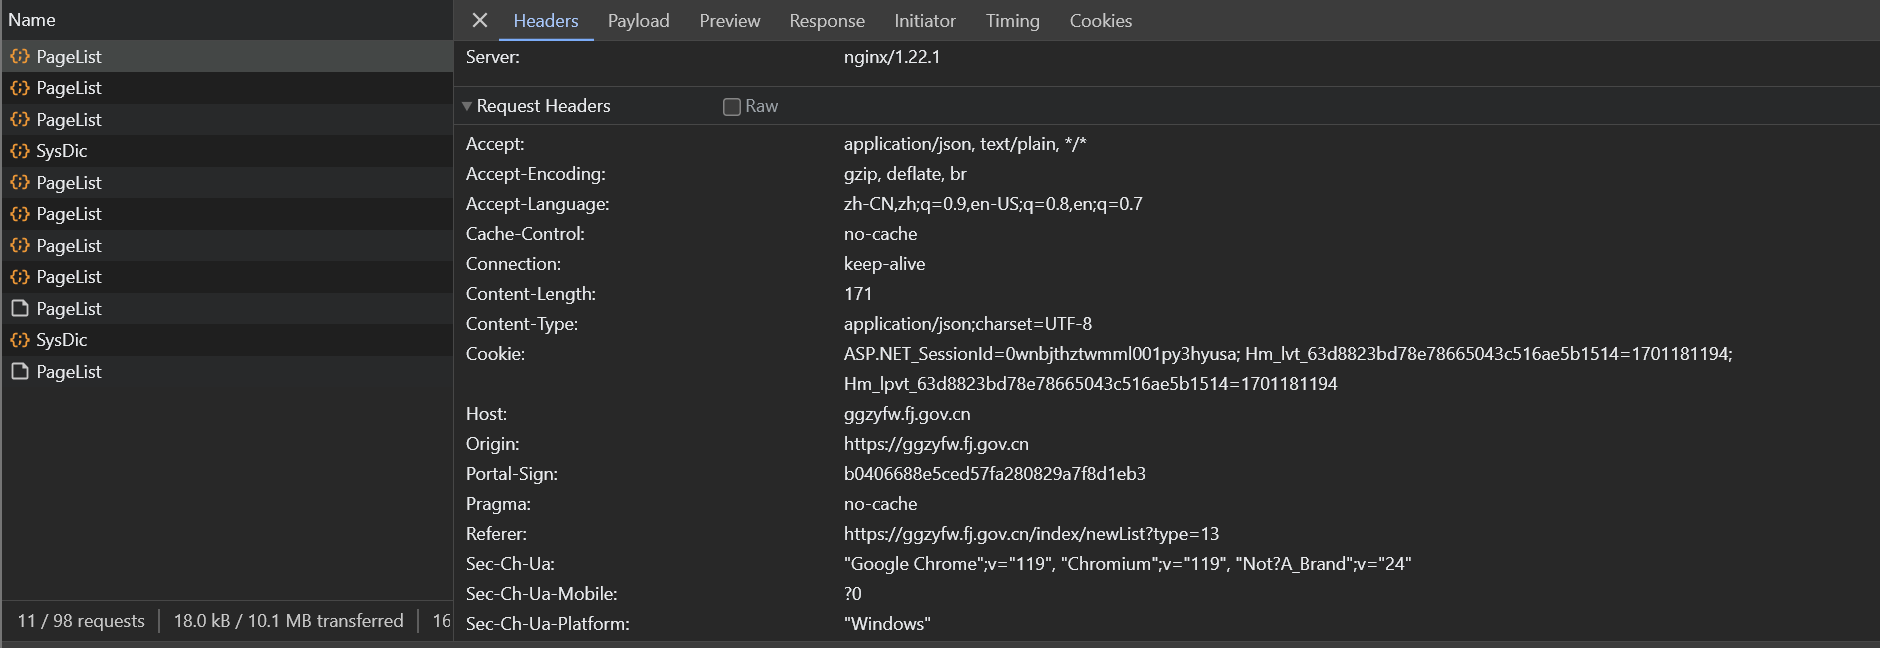 Name
PageList
PageList
PageList
SysDic
PageList
PageList
PageList
PageList
PageList
SysDic
PageList
11 / 98 requests 18.0 kB / 10.1 MB transferred 16
Headers Payload Preview Response Initiator Timing Cookies
Server: nginx/1.22.1
Request Headers Raw
Accept: application/json, text/plain, */*
Accept-Encoding: gzip, deflate, br
Accept-Language: zh-CN,zh;q=0.9,en-US;q=0.8,en;q=0.7
Cache-Control: no-cache
Connection: keep-alive
Content-Length: 171
Content-Type: application/json;charset=UTF-8
Cookie: ASP.NET_SessionId=0wnbjthztwmml001py3hyusa; Hm_lvt_63d8823bd78e78665043c516ae5b1514=1701181194;
Hm_lpvt_63d8823bd78e78665043c516ae5b1514=1701181194
Host: ggzyfw.fj.gov.cn
Origin: https://ggzyfw.fj.gov.cn
Portal-Sign: b0406688e5ced57fa280829a7f8d1eb3
Pragma: no-cache
Referer: https://ggzyfw.fj.gov.cn/index/newList?type=13
Sec-Ch-Ua: "Google Chrome";v="119", "Chromium";v="119", "Not?A_Brand";v="24"
Sec-Ch-Ua-Mobile: ?0
Sec-Ch-Ua-Platform: "Windows"